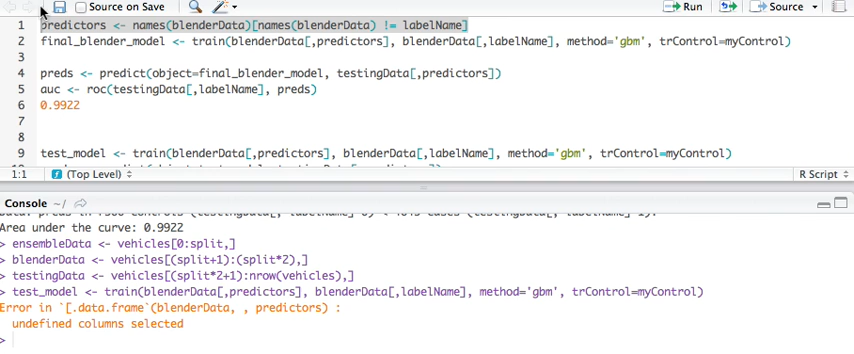 Source on Save Run Source
1 predictors <- names(blenderData)[names(blenderData) != labelName]
2 final_blender_model <- train(blenderData[,predictors], blenderData[,labelName], method='gbm', trControl=myControl)
3
4 preds <- predict(object=final_blender_model, testingData[,predictors])
5 auc <- roc(testingData[,labelName], preds)
6 0.9922
7
8
9 test_model <- train(blenderData[,predictors], blenderData[,labelName], method='gbm', trControl=myControl)
1:1 (Top Level) R Script
Console ~/
Area under the curve: 0.9922
> ensembleData <- vehicles[0:split,]
> blenderData <- vehicles[(split+1):(split*2),]
> testingData <- vehicles[(split*2+1):nrow(vehicles),]
> test_model <- train(blenderData[,predictors], blenderData[,labelName], method='gbm', trControl=myControl)
Error in `[.data.frame`(blenderData, , predictors) :
undefined columns selected
>